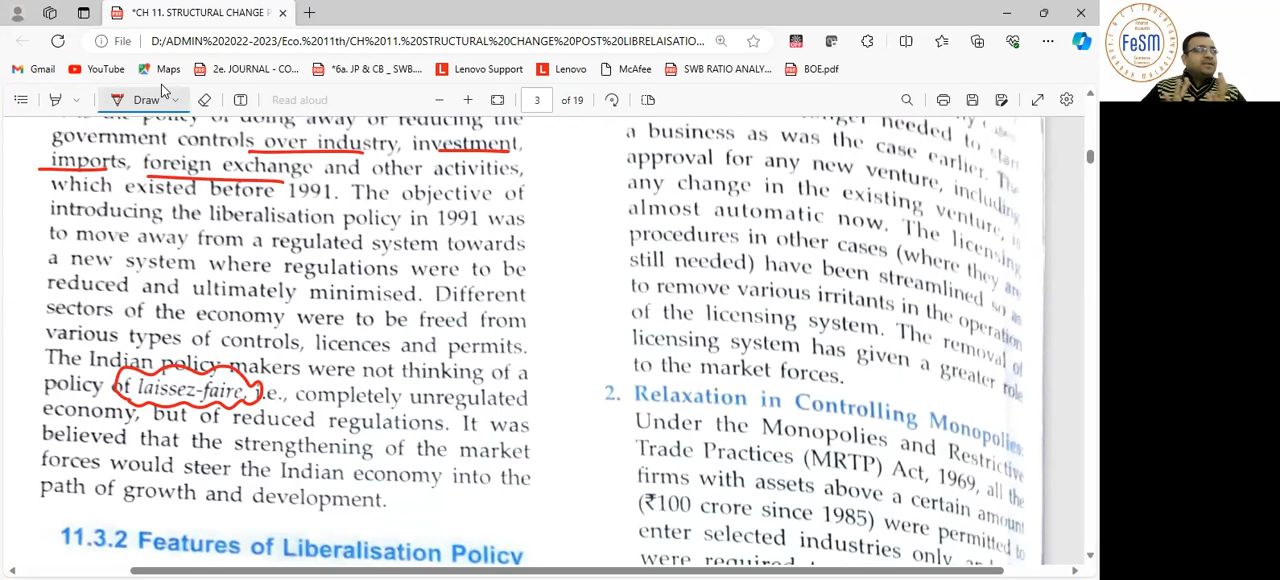 *CH 11. STRUCTURAL CHANGE P
File
D:/ADMIN%202022-2023/Eco.%2011th/CH%2011.%20STRUCTURAL%20CHANGE%20POST%20LIBRELAISATIO...
Gmail
YouTube
Maps
2e. JOURNAL - CO...
*6a. JP & CB _ SWB....
Lenovo Support
Lenovo
McAfee
SWB RATIO ANALY...
BOE.pdf
Draw
Read aloud
3 of 19
FeSM
government controls over industry, investment,
imports, foreign exchange and other activities,
which existed before 1991. The objective of
introducing the liberalisation policy in 1991 was
to move away from a regulated system towards
a new system where regulations were to be
reduced and ultimately minimised. Different
sectors of the economy were to be freed from
various types of controls, licences and permits.
The Indian policy makers were not thinking of a
policy of laissez-faire, i.e., completely unregulated
economy, but of reduced regulations. It was
believed that the strengthening of the market
forces would steer the Indian economy into the
path of growth and development.
11.3.2 Features of Liberalisation Policy
needed to start
a business as was the case earlier. The
approval for any new venture, including
any change in the existing venture, is
almost automatic now. The licensing
procedures in other cases (where they are
still needed) have been streamlined so as
to remove various irritants in the operation
of the licensing system. The removal of
licensing system has given a greater role
to the market forces.
2. Relaxation in Controlling Monopolies:
Under the Monopolies and Restrictive
Trade Practices (MRTP) Act, 1969, all the
firms with assets above a certain amount
(₹100 crore since 1985) were permitted to
enter selected industries only
were required